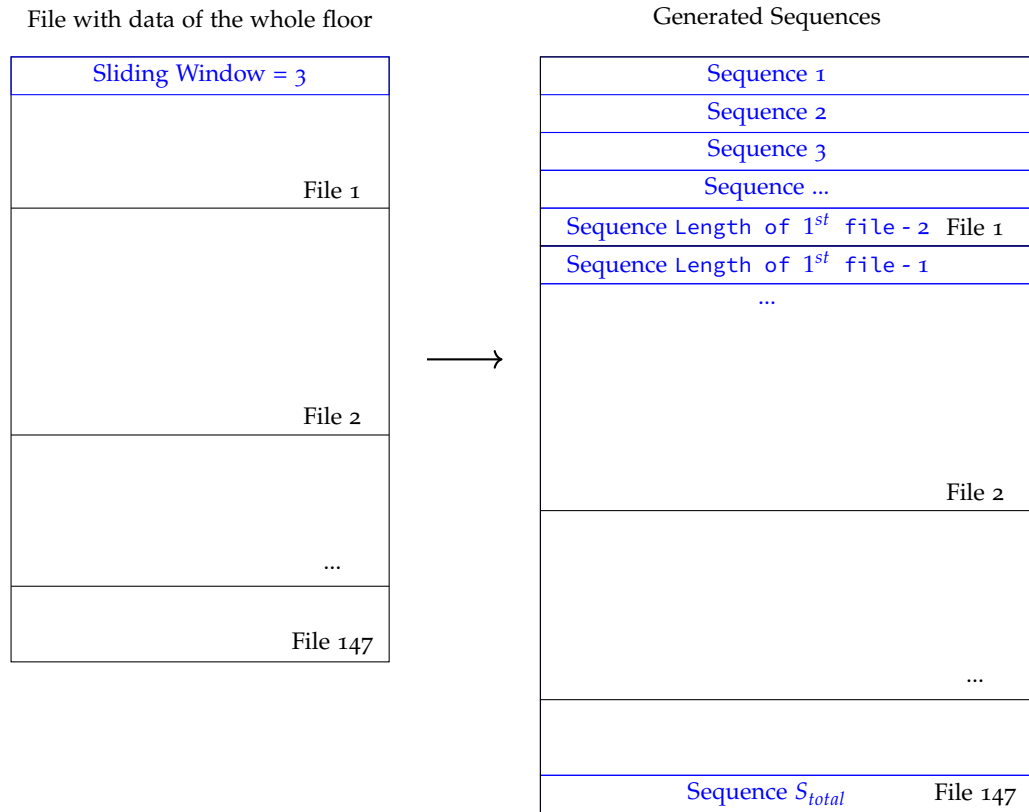 File with data of the whole floor
Sliding Window = 3
File 1
File 2
...
File 147
Generated Sequences
Sequence 1
Sequence 2
Sequence 3
Sequence ...
Sequence Length of 1st file - 2 File 1
Sequence Length of 1st file - 1
...
File 2
...
Sequence S_total File 147